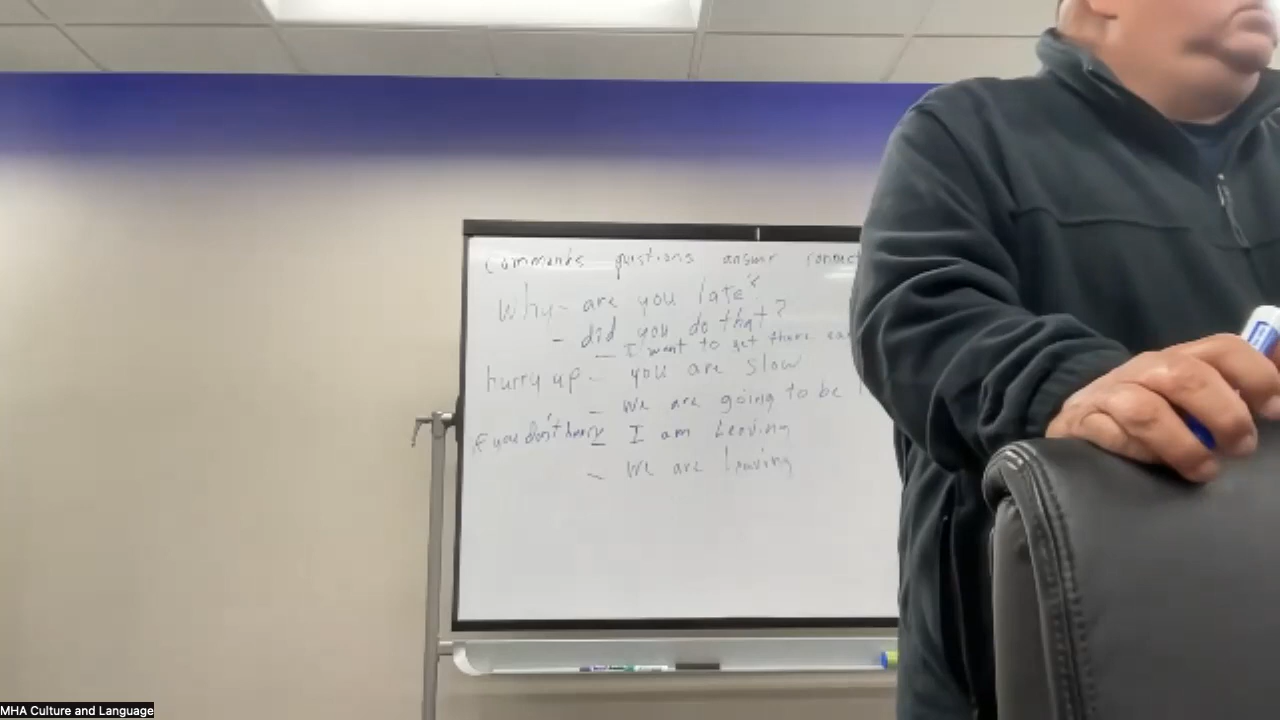 commands questions answer connect
Why - are you late?
- did you do that?
- I want to get there
hurry up - you are slow
- we are going to be
if you don't hurry - I am Leaving
- we are Leaving
MHA Culture and Language